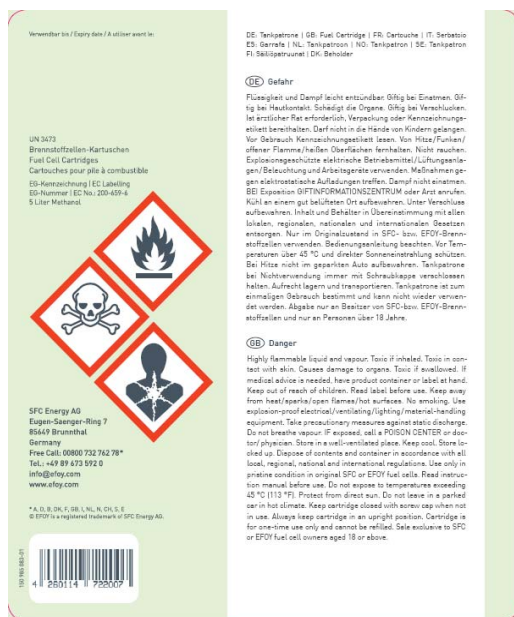 Verwendbar bis / Expiry date / A utiliser avant le:
UN 3473
Brennstoffzellen-Kartuschen
Fuel Cell Cartridges
Cartouches pour pile à combustible
EG-Kennzeichnung | EC Labelling
EG-Nummer | EC No.: 200-659-6
5 Liter Methanol
SFC Energy AG
Eugen-Saenger-Ring 7
85649 Brunnthal
Germany
Free Call: 00800 732 762 78*
Tel.: +49 89 673 592 0
info@efoy.com
www.efoy.com
* A, D, B, DK, F, GB, I, NL, N, CH, S, E
© EFOY is a registered trademark of SFC Energy AG.
150 905 083-01
4 260114 722007
DE: Tankpatrone | GB: Fuel Cartridge | FR: Cartouche | IT: Serbatoio
ES: Garrafa | NL: Tankpatroon | NO: Tankpatron | SE: Tankpatron
FI: Säiliöpatruunat | DK: Beholder
DE Gefahr
Flüssigkeit und Dampf leicht entzündbar. Giftig bei Einatmen. Gif-
tig bei Hautkontakt. Schädigt die Organe. Giftig bei Verschlucken.
Ist ärztlicher Rat erforderlich, Verpackung oder Kennzeichnungs-
etikett bereithalten. Darf nicht in die Hände von Kindern gelangen.
Vor Gebrauch Kennzeichnungsetikett lesen. Von Hitze/Funken/
offener Flamme/heißen Oberflächen fernhalten. Nicht rauchen.
Explosionsgeschützte elektrische Betriebsmittel/Lüftungsanla-
gen/Beleuchtung und Arbeitsgeräte verwenden. Maßnahmen ge-
gen elektrostatische Aufladungen treffen. Dampf nicht einatmen.
BEI Exposition GIFTINFORMATIONSZENTRUM oder Arzt anrufen.
Kühl an einem gut belüfteten Ort aufbewahren. Unter Verschluss
aufbewahren. Inhalt und Behälter in Übereinstimmung mit allen
lokalen, regionalen, nationalen und internationalen Gesetzen
entsorgen. Nur im Originalzustand in SFC- bzw. EFOY-Brenn-
stoffzellen verwenden. Bedienungsanleitung beachten. Vor Tem-
peraturen über 45 °C und direkter Sonneneinstrahlung schützen.
Bei Hitze nicht im geparkten Auto aufbewahren. Tankpatrone
bei Nichtverwendung immer mit Schraubkappe verschlossen
halten. Aufrecht lagern und transportieren. Tankpatrone ist zum
einmaligen Gebrauch bestimmt und kann nicht wieder verwen-
det werden. Abgabe nur an Besitzer von SFC-bzw. EFOY-Brenn-
stoffzellen und nur an Personen über 18 Jahre.
GB Danger
Highly flammable liquid and vapour. Toxic if inhaled. Toxic in con-
tact with skin. Causes damage to organs. Toxic if swallowed. If
medical advice is needed, have product container or label at hand.
Keep out of reach of children. Read label before use. Keep away
from heat/sparks/open flames/hot surfaces. No smoking. Use
explosion-proof electrical/ventilating/lighting/material-handling
equipment. Take precautionary measures against static discharge.
Do not breathe vapour. IF exposed, call a POISON CENTER or doc-
tor/ physician. Store in a well-ventilated place. Keep cool. Store lo-
cked up. Dispose of contents and container in accordance with all
local, regional, national and international regulations. Use only in
pristine condition in original SFC or EFOY fuel cells. Read instruc-
tion manual before use. Do not expose to temperatures exceeding
45 °C (113 °F). Protect from direct sun. Do not leave in a parked
car in hot climate. Keep cartridge closed with screw cap when not
in use. Always keep cartridge in an upright position. Cartridge is
for one-time use only and cannot be refilled. Sale exclusive to SFC
or EFOY fuel cell owners aged 18 or above.